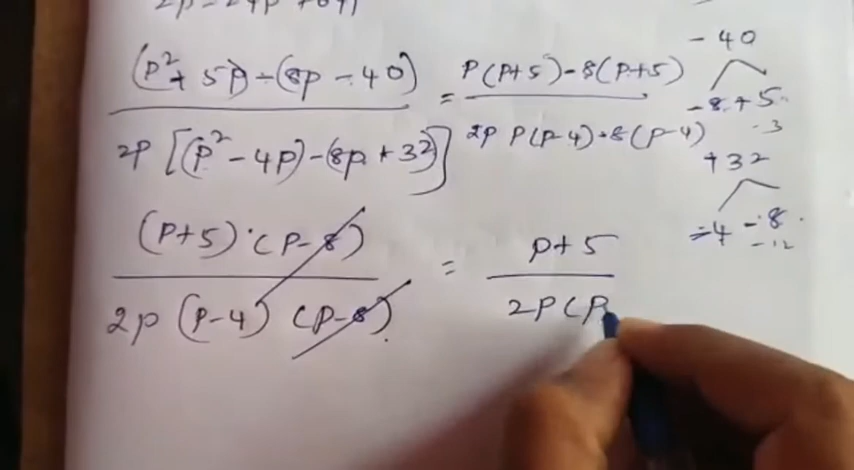 (p² + 5p) - (8p - 40) / 2p [(p² - 4p) - (8p + 32)] = P(P+5) - 8(P+5) / 2p P(P-4) - 8(P-4)
(P+5) · (P-8) / 2p (P-4) (P-8) = P+5 / 2P(P
- 40
- 8 + 5
- 3
+ 32
- 4 - 8
- 12